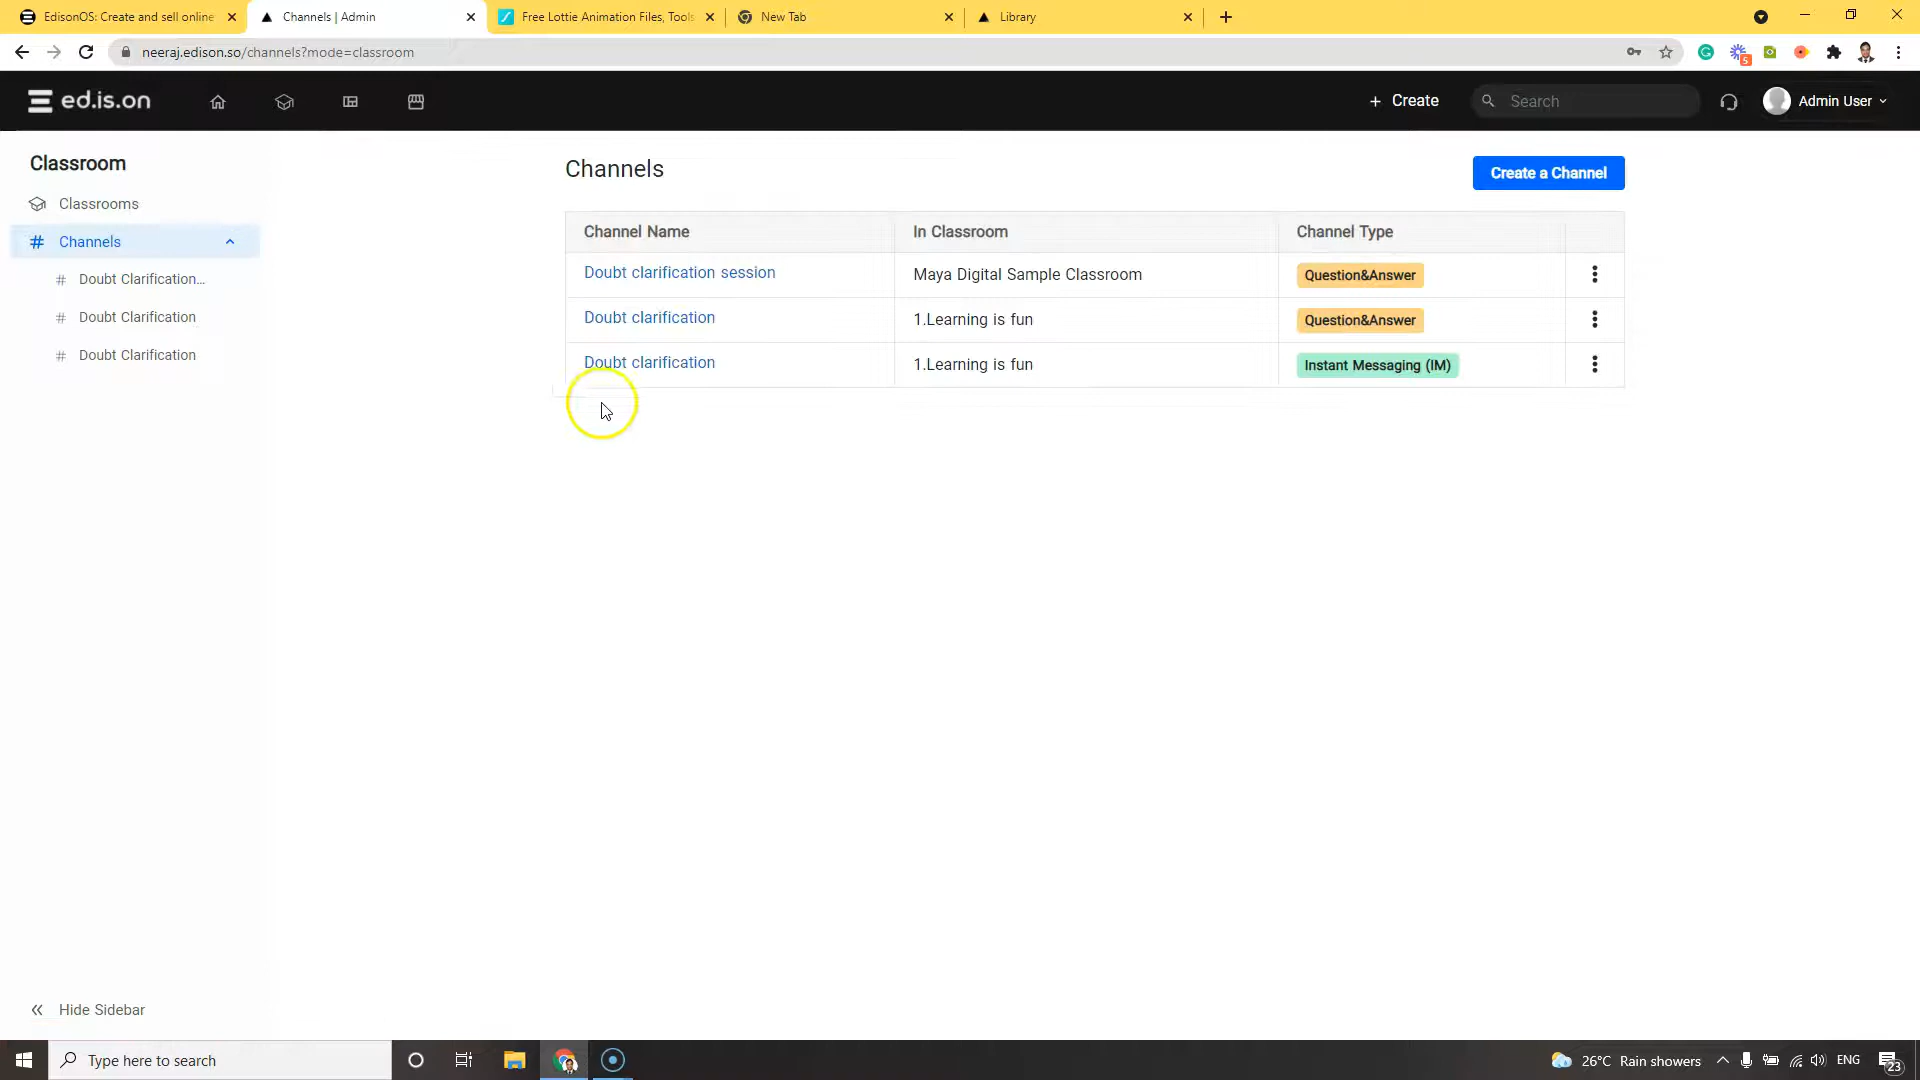 EdisonOS: Create and sell online
Channels | Admin
Free Lottie Animation Files, Tools
New Tab
Library
neeraj.edison.so/channels?mode=classroom
5
ed.is.on
+ Create
Search
Admin User
Classroom
Classrooms
# Channels
# Doubt Clarification...
# Doubt Clarification
# Doubt Clarification
Hide Sidebar
Channels
Create a Channel
Channel Name In Classroom Channel Type
Doubt clarification session Maya Digital Sample Classroom Question&Answer
Doubt clarification 1.Learning is fun Question&Answer
Doubt clarification 1.Learning is fun Instant Messaging (IM)
Type here to search
26°C Rain showers
ENG
23